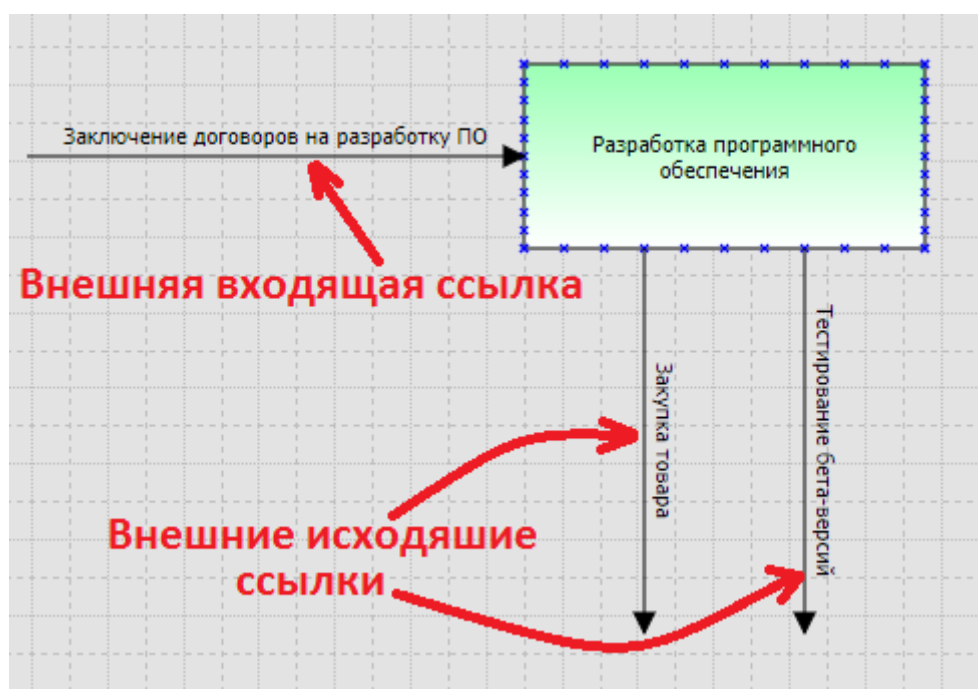 Заключение договоров на разработку ПО
Разработка программного
обеспечения
Внешняя входящая ссылка
Закупка товара
Тестирование бета-версий
Внешние исходяшие
ссылки